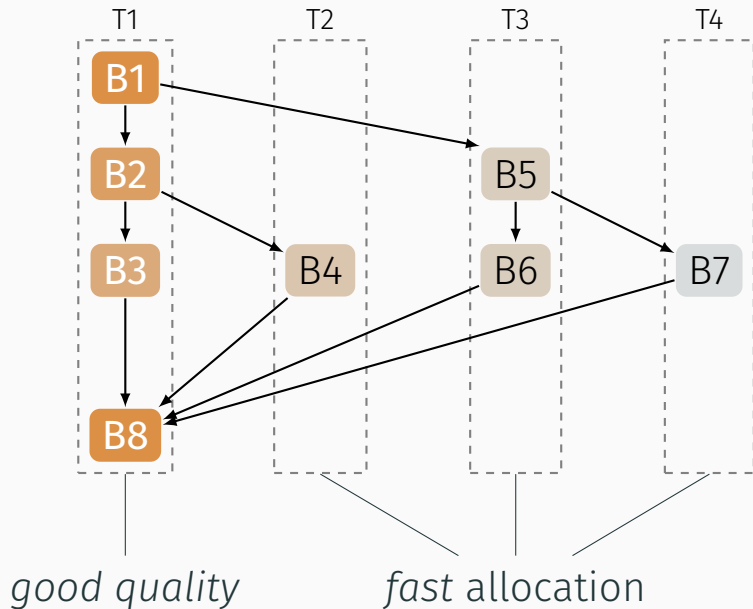 T1 T2 T3 T4
B1
B2 B5
B3 B4 B6 B7
B8
good quality fast allocation